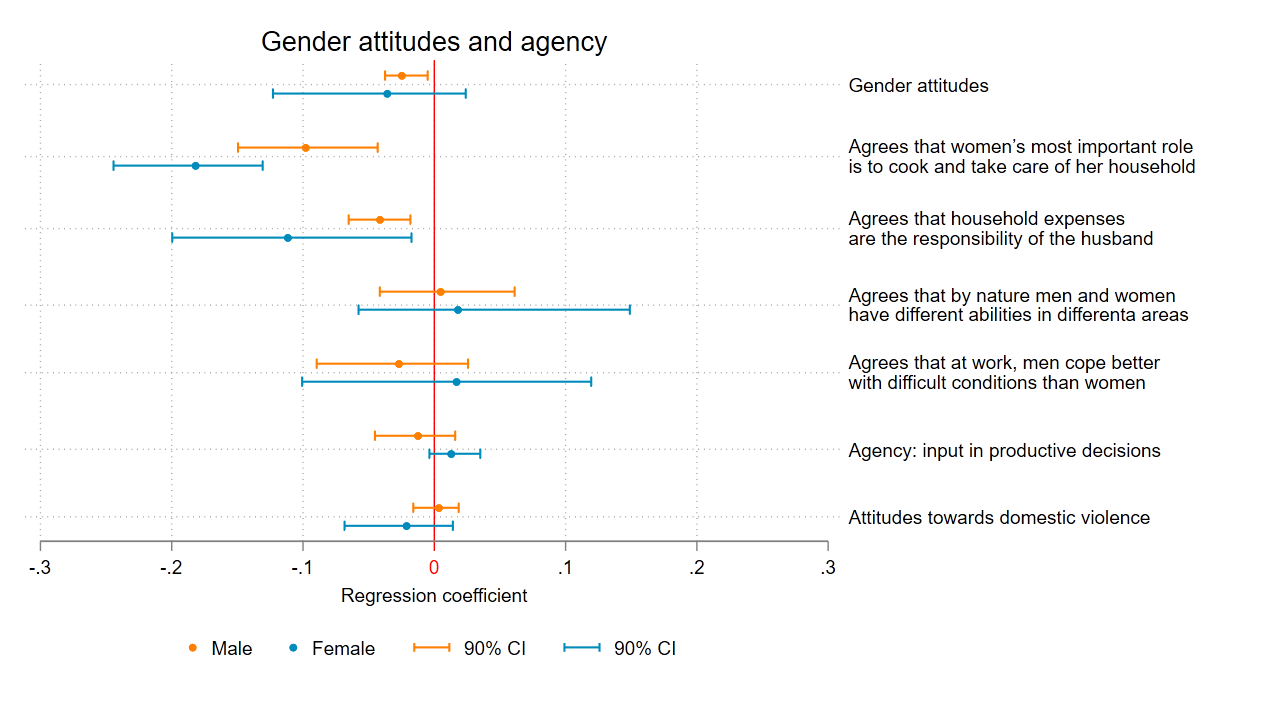 Gender attitudes and agency
Gender attitudes
Agrees that women’s most important role
is to cook and take care of her household
Agrees that household expenses
are the responsibility of the husband
Agrees that by nature men and women
have different abilities in differenta areas
Agrees that at work, men cope better
with difficult conditions than women
Agency: input in productive decisions
Attitudes towards domestic violence
-.3 -.2 -.1 0 .1 .2 .3
Regression coefficient
Male Female 90% CI 90% CI